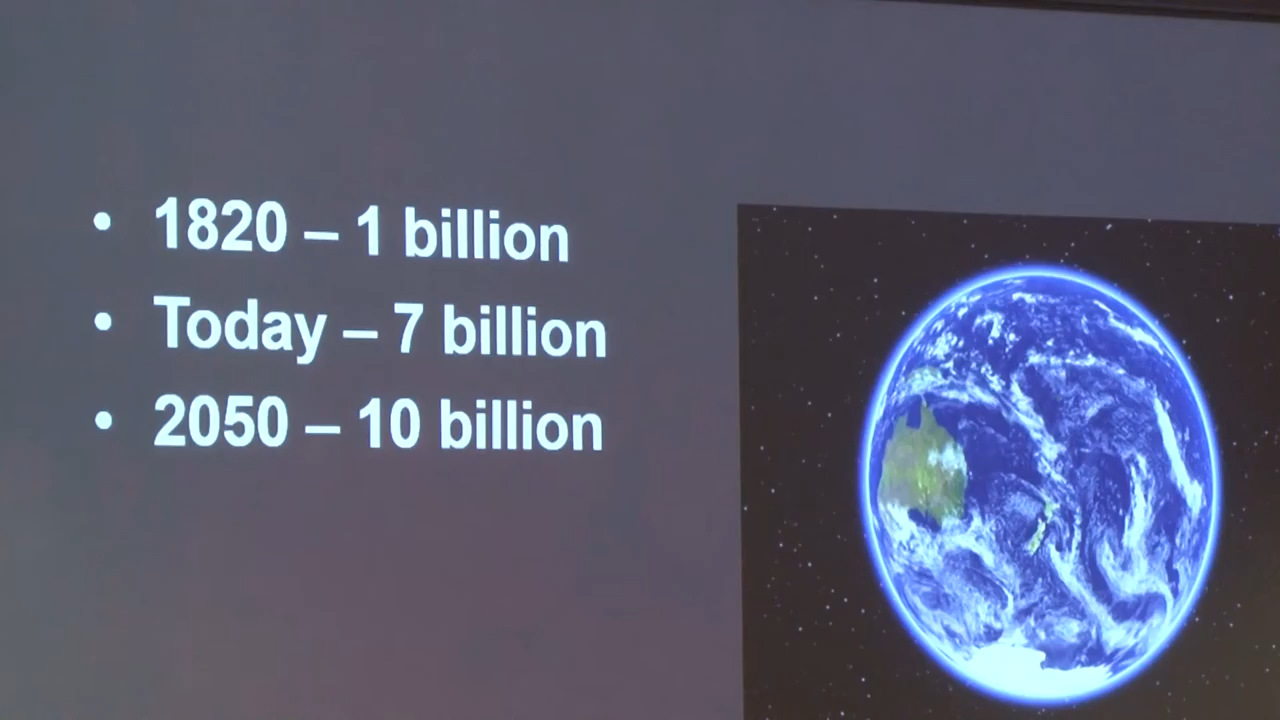 • 1820 – 1 billion
• Today – 7 billion
• 2050 – 10 billion